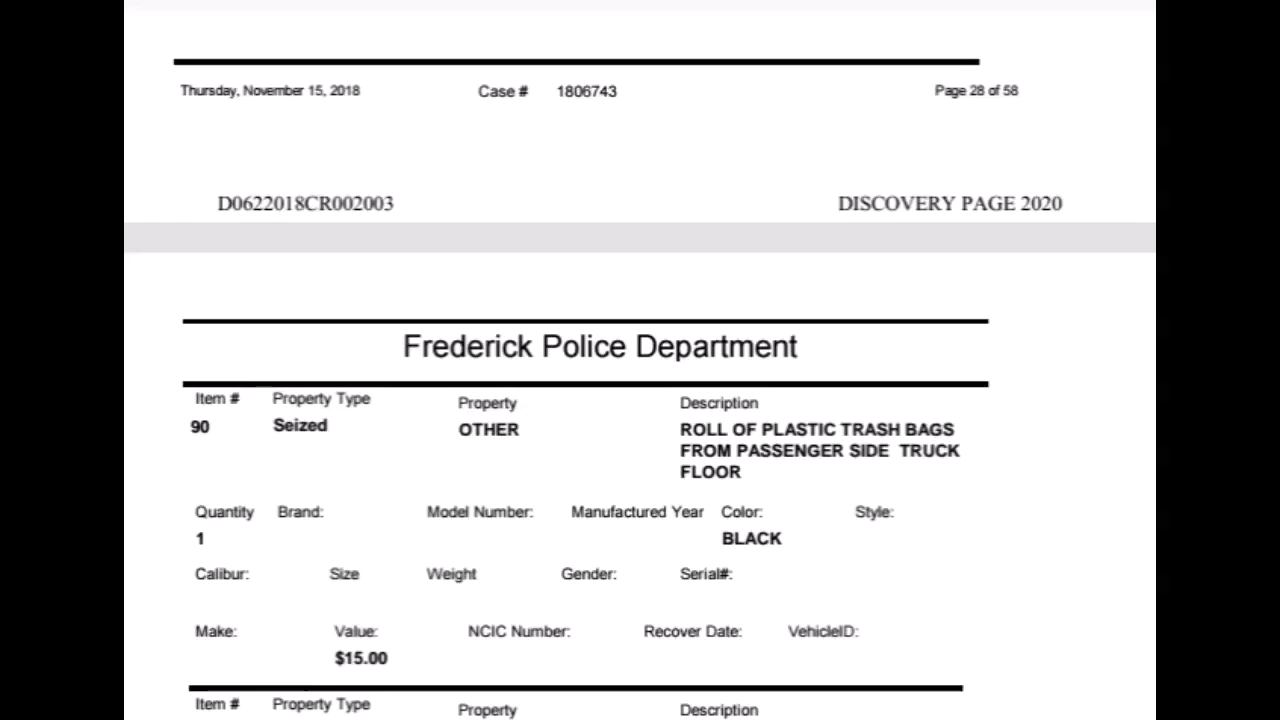 Thursday, November 15, 2018 Case # 1806743 Page 28 of 58
D0622018CR002003 DISCOVERY PAGE 2020
Frederick Police Department
Item # Property Type Property Description
90 Seized OTHER ROLL OF PLASTIC TRASH BAGS
FROM PASSENGER SIDE TRUCK
FLOOR
Quantity Brand: Model Number: Manufactured Year Color: Style:
1 BLACK
Calibur: Size Weight Gender: Serial#:
Make: Value: NCIC Number: Recover Date: VehicleID:
$15.00
Item # Property Type Property Description